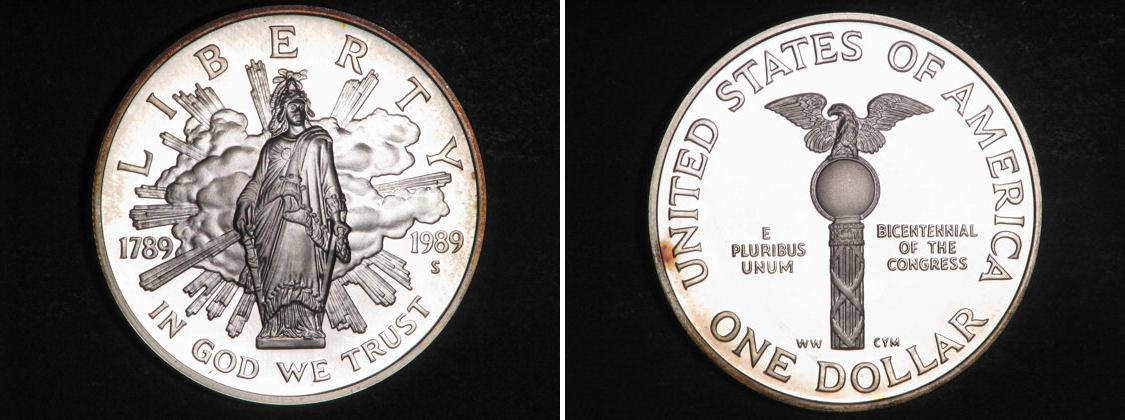 LIBERTY
1789 1989
S
IN GOD WE TRUST
UNITED STATES OF AMERICA
E
PLURIBUS
UNUM
BICENTENNIAL
OF THE
CONGRESS
WW CYM
ONE DOLLAR